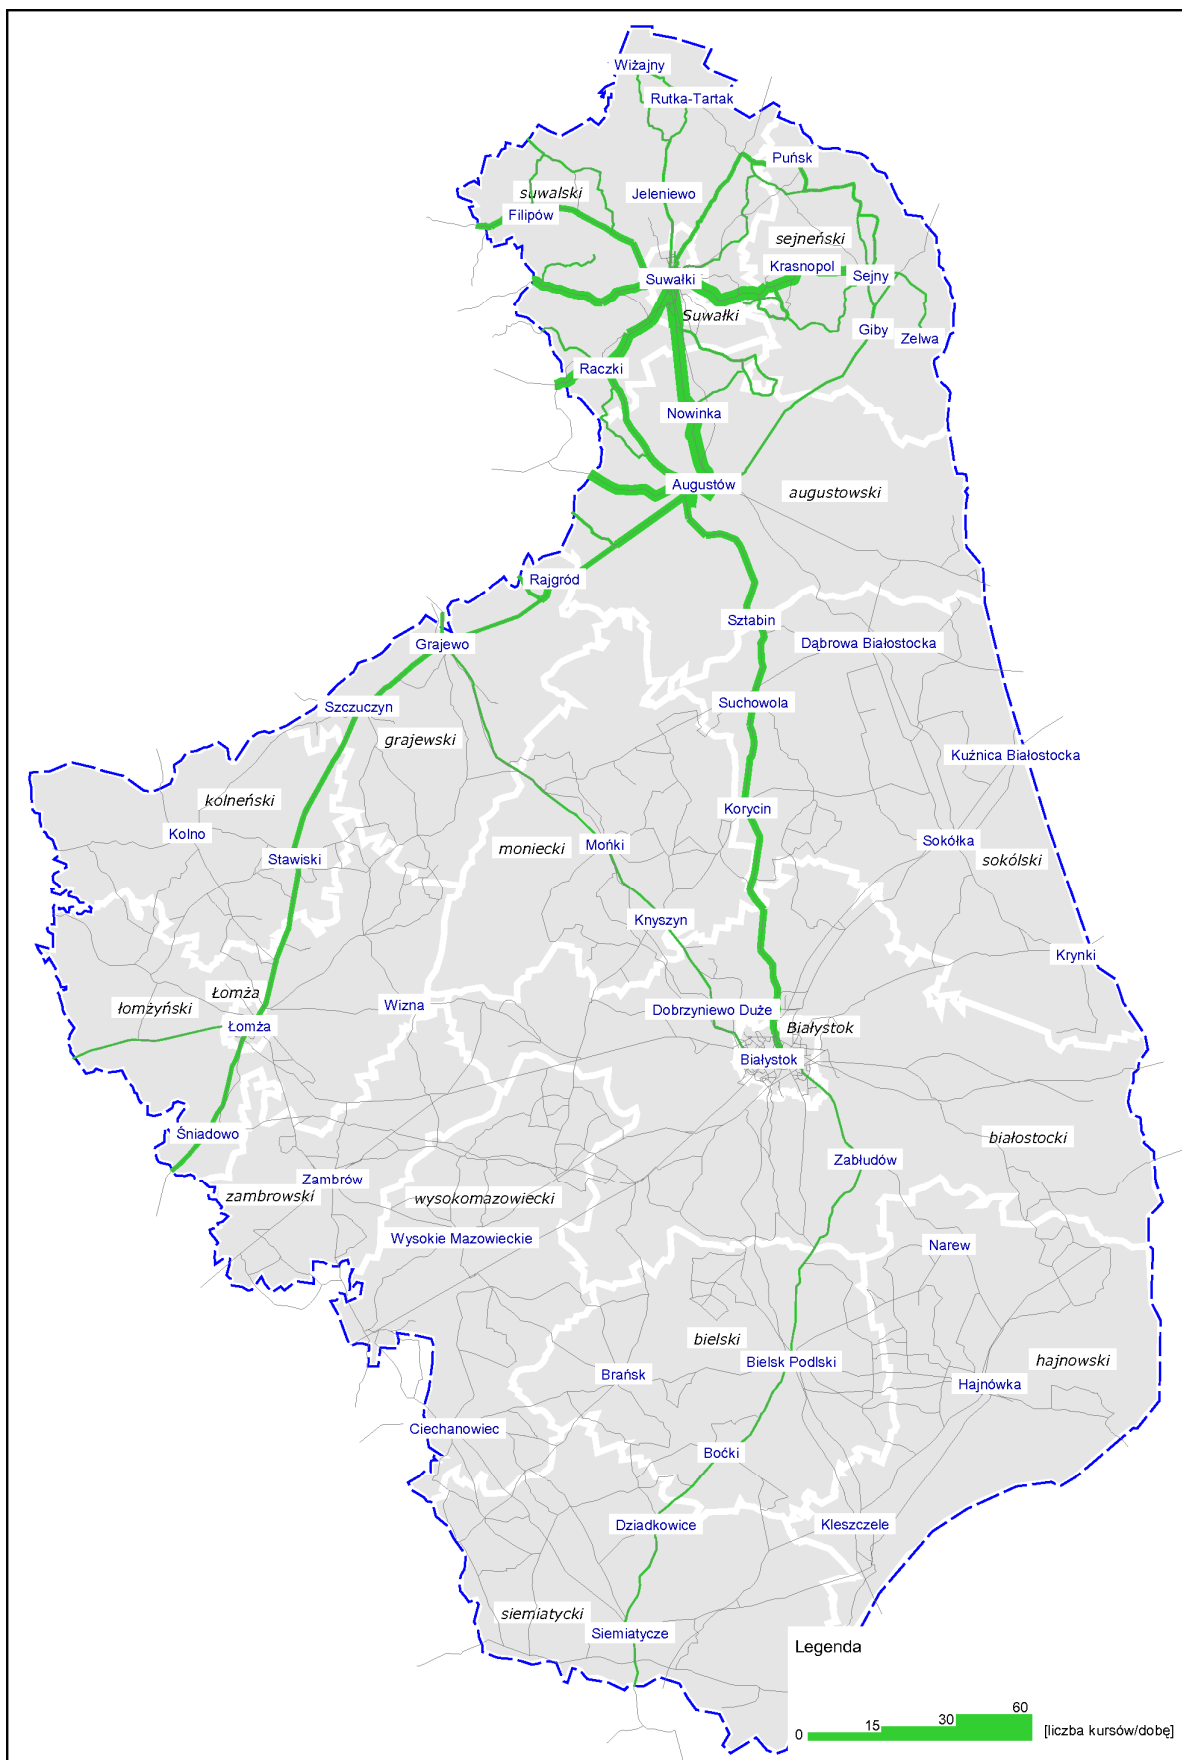 Wiżajny
Rutka-Tartak
Puńsk
suwalski
Jeleniewo
Filipów
sejneński
Krasnopol
Suwałki
Sejny
Suwałki
Giby
Zelwa
Raczki
Nowinka
Augustów
augustowski
Rajgród
Sztabin
Grajewo
Dąbrowa Białostocka
Suchowola
Szczuczyn
grajewski
Kuźnica Białostocka
kolneński
Korycin
Kolno
moniecki
Mońki
Sokółka
Stawiski
sokólski
Knyszyn
Krynki
Łomża
łomżyński
Wizna
Dobrzyniewo Duże
Łomża
Białystok
Białystok
Śniadowo
białostocki
Zabłudów
Zambrów
zambrowski
wysokomazowiecki
Wysokie Mazowieckie
Narew
bielski
Bielsk Podlski
hajnowski
Brańsk
Hajnówka
Ciechanowiec
Boćki
Dziadkowice
Kleszczele
siemiatycki
Siemiatycze
Legenda
0 15 30 60 [liczba kursów/dobę]